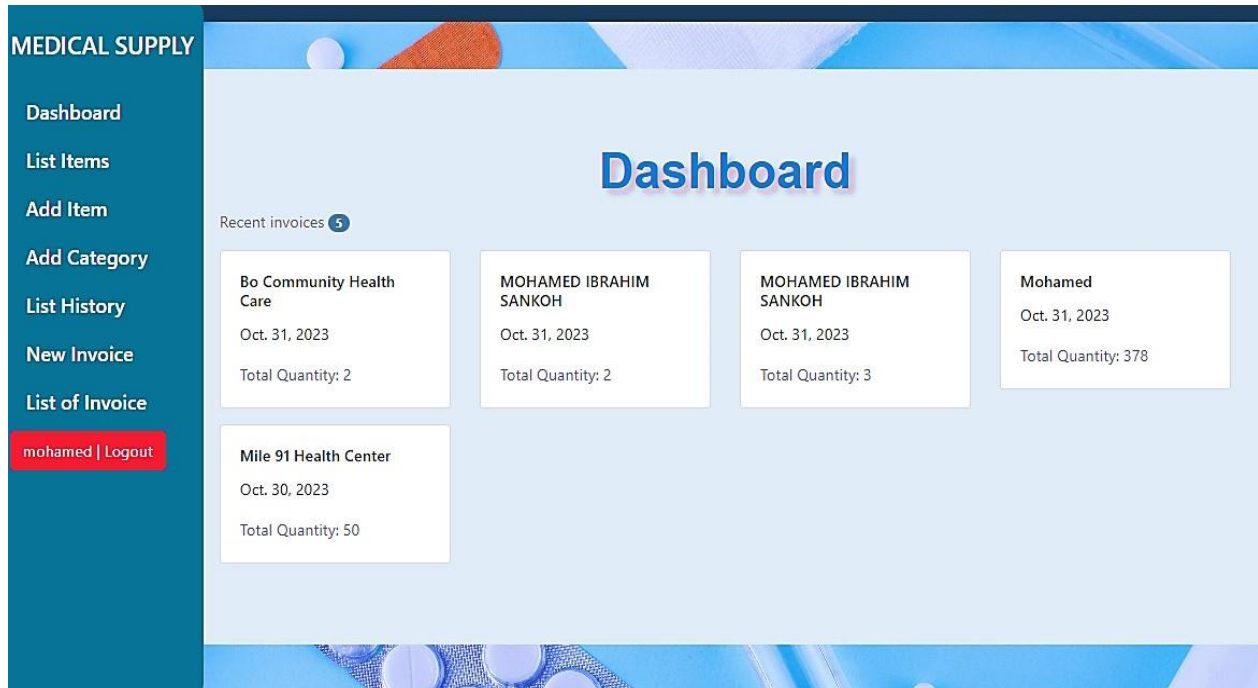 MEDICAL SUPPLY
Dashboard
List Items
Add Item
Add Category
List History
New Invoice
List of Invoice
mohamed | Logout
Dashboard
Recent invoices 5
Bo Community Health
Care
Oct. 31, 2023
Total Quantity: 2
MOHAMED IBRAHIM
SANKOH
Oct. 31, 2023
Total Quantity: 2
MOHAMED IBRAHIM
SANKOH
Oct. 31, 2023
Total Quantity: 3
Mohamed
Oct. 31, 2023
Total Quantity: 378
Mile 91 Health Center
Oct. 30, 2023
Total Quantity: 50